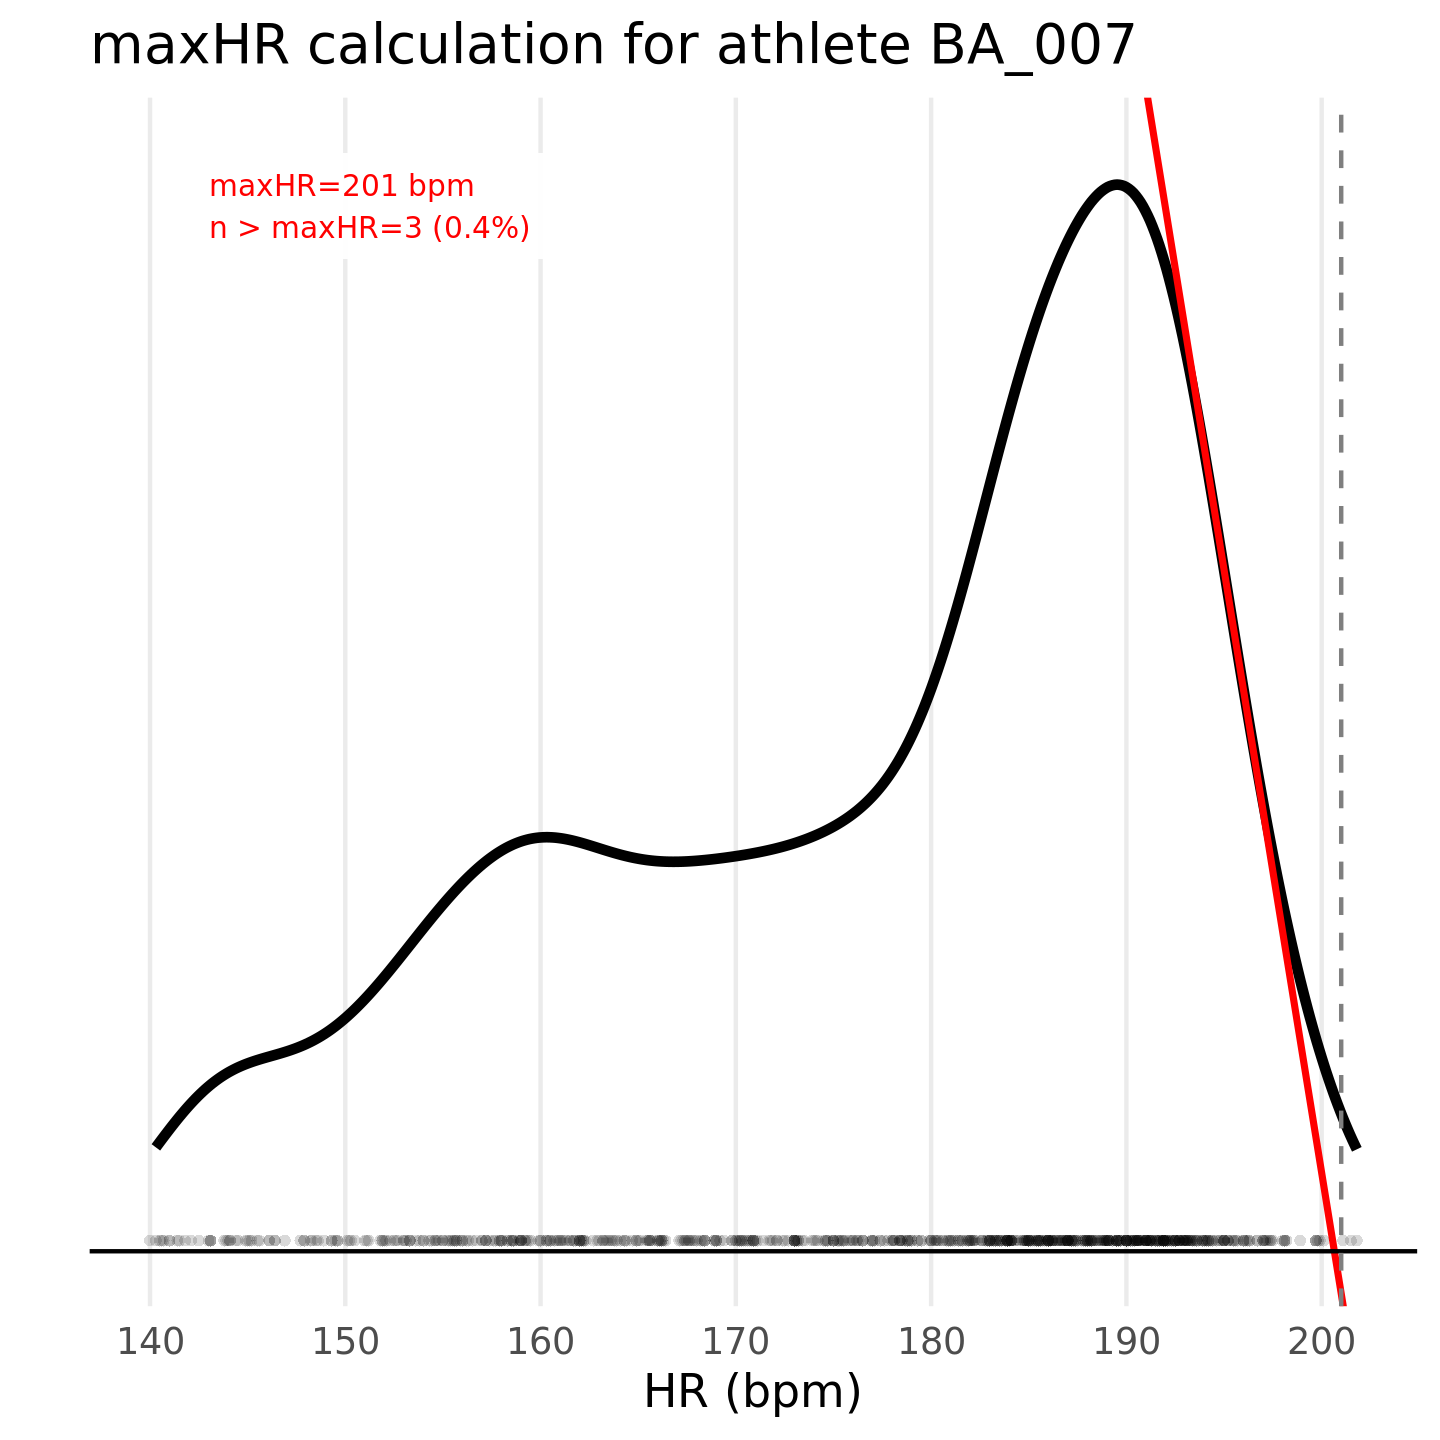 maxHR calculation for athlete BA_007
maxHR=201 bpm
n > maxHR=3 (0.4%)
140 150 160 170 180 190 200
HR (bpm)